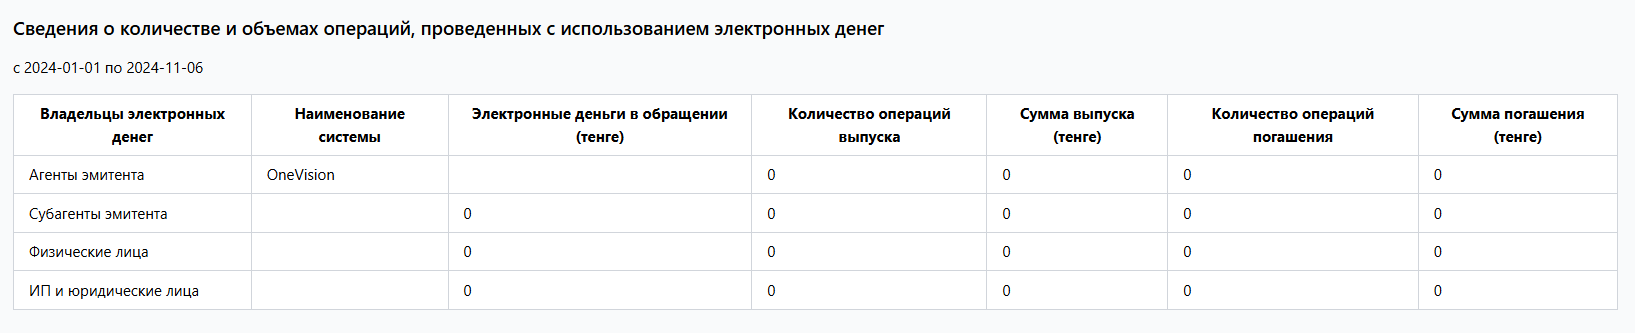 Сведения о количестве и объемах операций, проведенных с использованием электронных денег
с 2024-01-01 по 2024-11-06
Владельцы электронных денег Наименование системы Электронные деньги в обращении (тенге) Количество операций выпуска Сумма выпуска (тенге) Количество операций погашения Сумма погашения (тенге)
Агенты эмитента OneVision 0 0 0 0
Субагенты эмитента 0 0 0 0 0
Физические лица 0 0 0 0 0
ИП и юридические лица 0 0 0 0 0